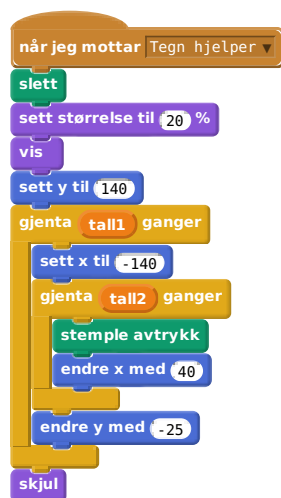 når jeg mottar Tegn hjelper
slett
sett størrelse til 20 %
vis
sett y til 140
gjenta tall1 ganger
sett x til -140
gjenta tall2 ganger
stemple avtrykk
endre x med 40
endre y med -25
skjul